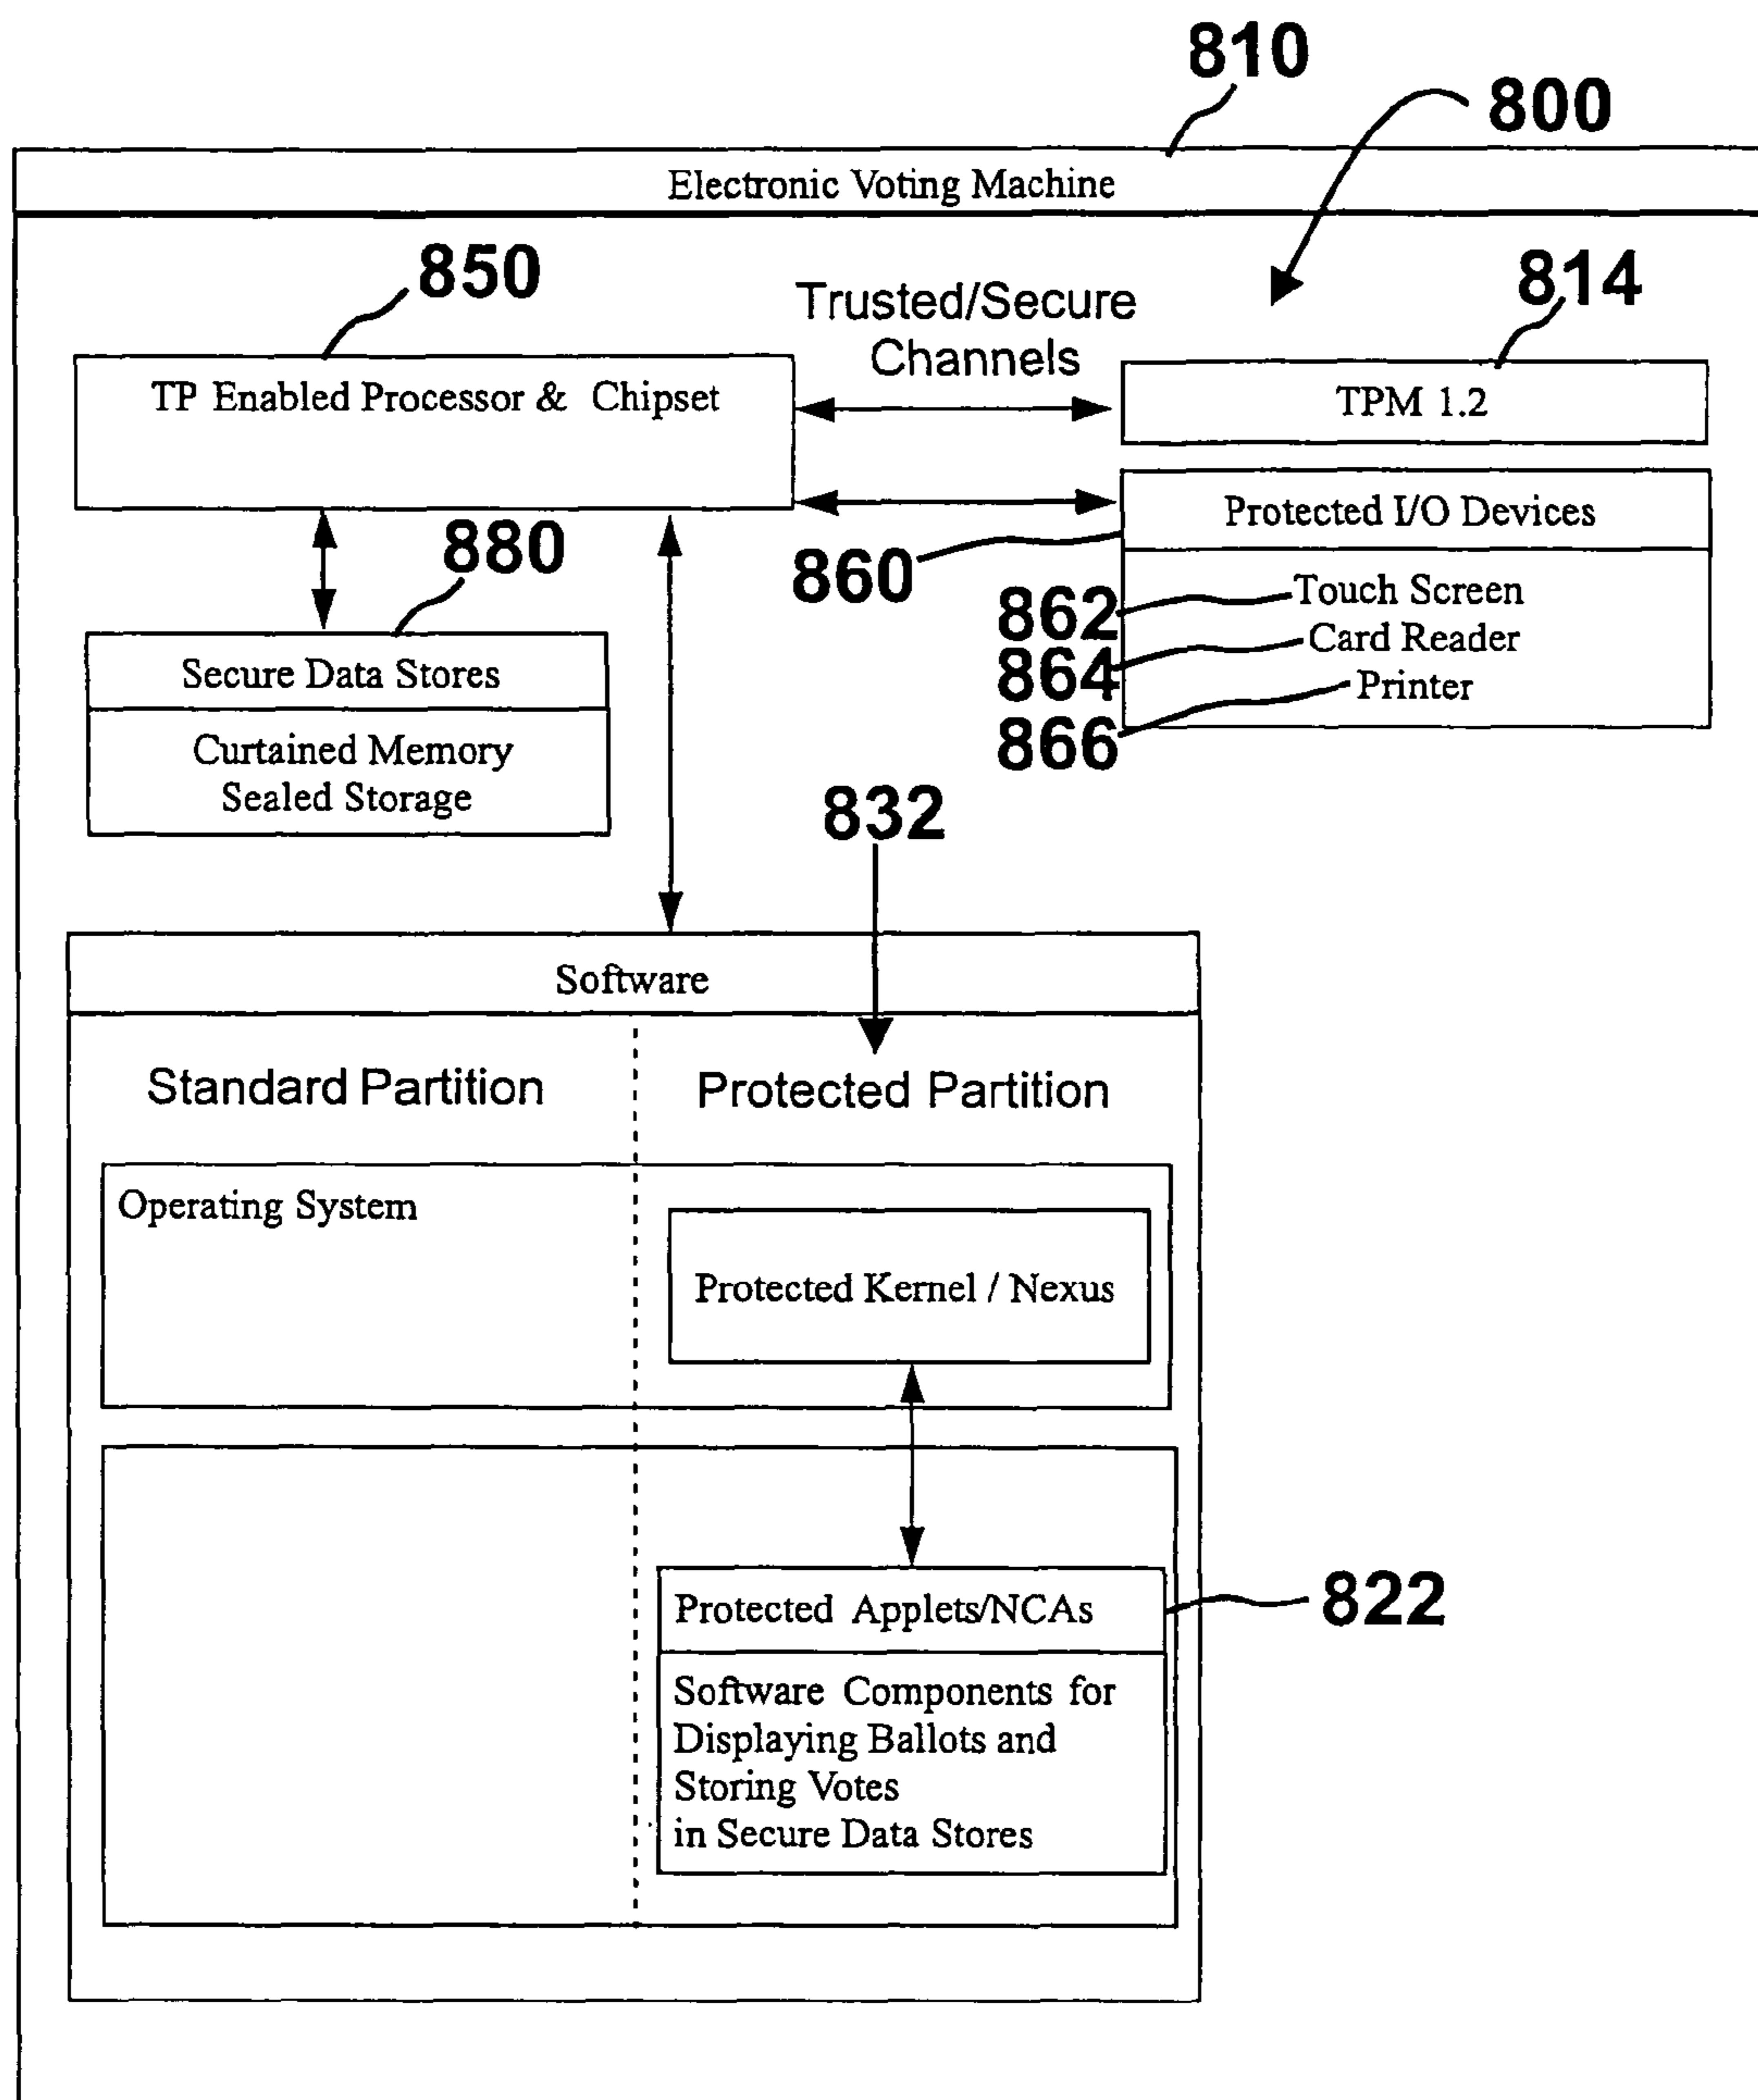 810
800
Electronic Voting Machine
850
Trusted/Secure
Channels
814
TP Enabled Processor & Chipset
TPM 1.2
880
860
Protected I/O Devices
862
Touch Screen
864
Card Reader
866
Printer
Secure Data Stores
Curtained Memory
Sealed Storage
832
Software
Standard Partition
Protected Partition
Operating System
Protected Kernel / Nexus
Protected Applets/NCAs
822
Software Components for
Displaying Ballots and
Storing Votes
in Secure Data Stores